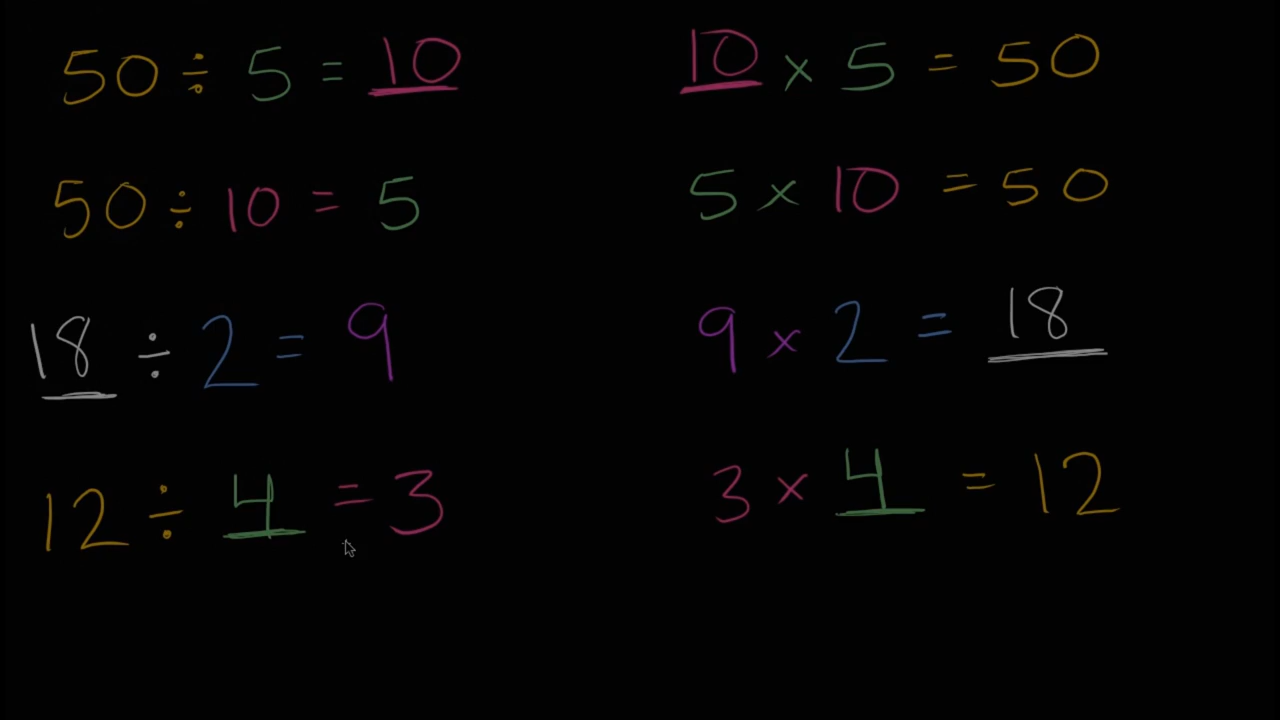 50 ÷ 5 = 10 10 × 5 = 50
50 ÷ 10 = 5 5 × 10 = 50
18 ÷ 2 = 9 9 × 2 = 18
12 ÷ 4 = 3 3 × 4 = 12